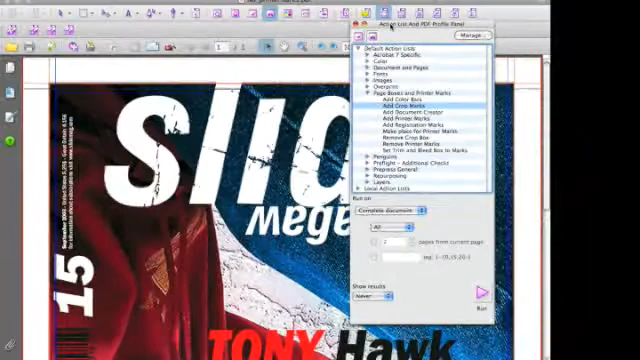 Action List And PDF Profile Panel
Manage...
Default Action Lists
Acrobat 7 Specific
Color
Document and Pages
Fonts
Images
Overprint
Page Boxes and Printer Marks
Add Color Bars
Add Crop Marks
Add Document Creator
Add Printer Marks
Add Registration Marks
Make place for Printer Marks
Remove Crop Box
Remove Printer Marks
Set Trim and Bleed Box to Marks
Penguins
Preflight - Additional Checks
Prepress General
Repurposing
Layers
Local Action Lists
Run on
Complete document
All
2
pages from current page
Show results
Never
Run
15
TONY Hawk